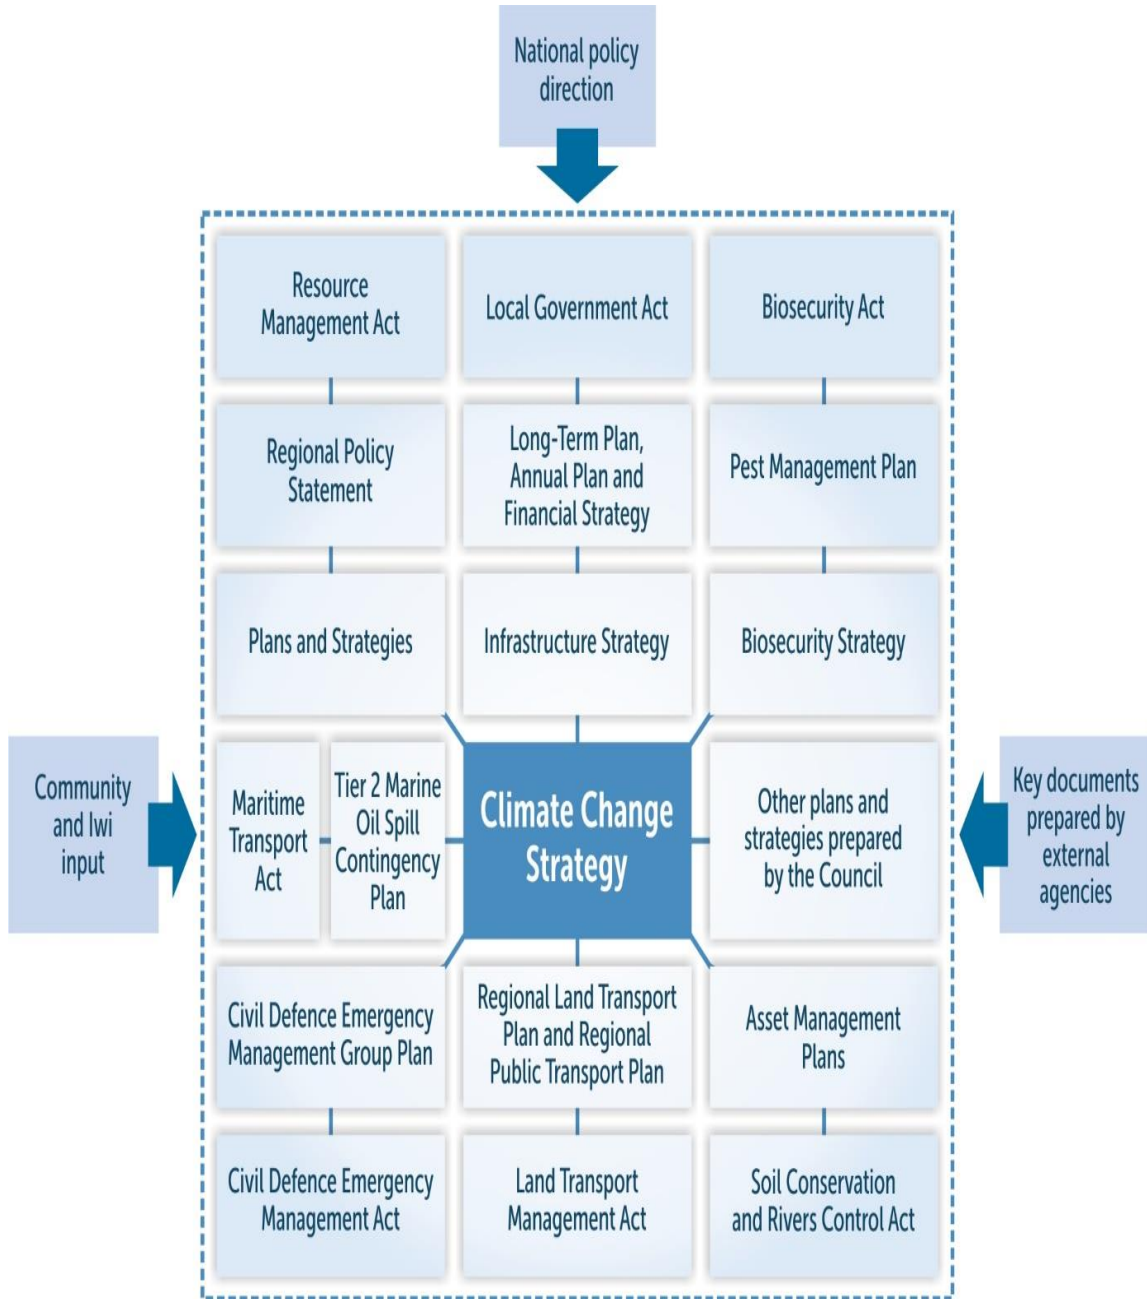 National policy
direction
Resource
Management Act
Local Government Act
Biosecurity Act
Regional Policy
Statement
Long-Term Plan,
Annual Plan and
Financial Strategy
Pest Management Plan
Plans and Strategies
Infrastructure Strategy
Biosecurity Strategy
Community
and Iwi
input
Maritime
Transport
Act
Tier 2 Marine
Oil Spill
Contingency
Plan
Climate Change
Strategy
Other plans and
strategies prepared
by the Council
Key documents
prepared by
external
agencies
Civil Defence Emergency
Management Group Plan
Regional Land Transport
Plan and Regional
Public Transport Plan
Asset Management
Plans
Civil Defence Emergency
Management Act
Land Transport
Management Act
Soil Conservation
and Rivers Control Act